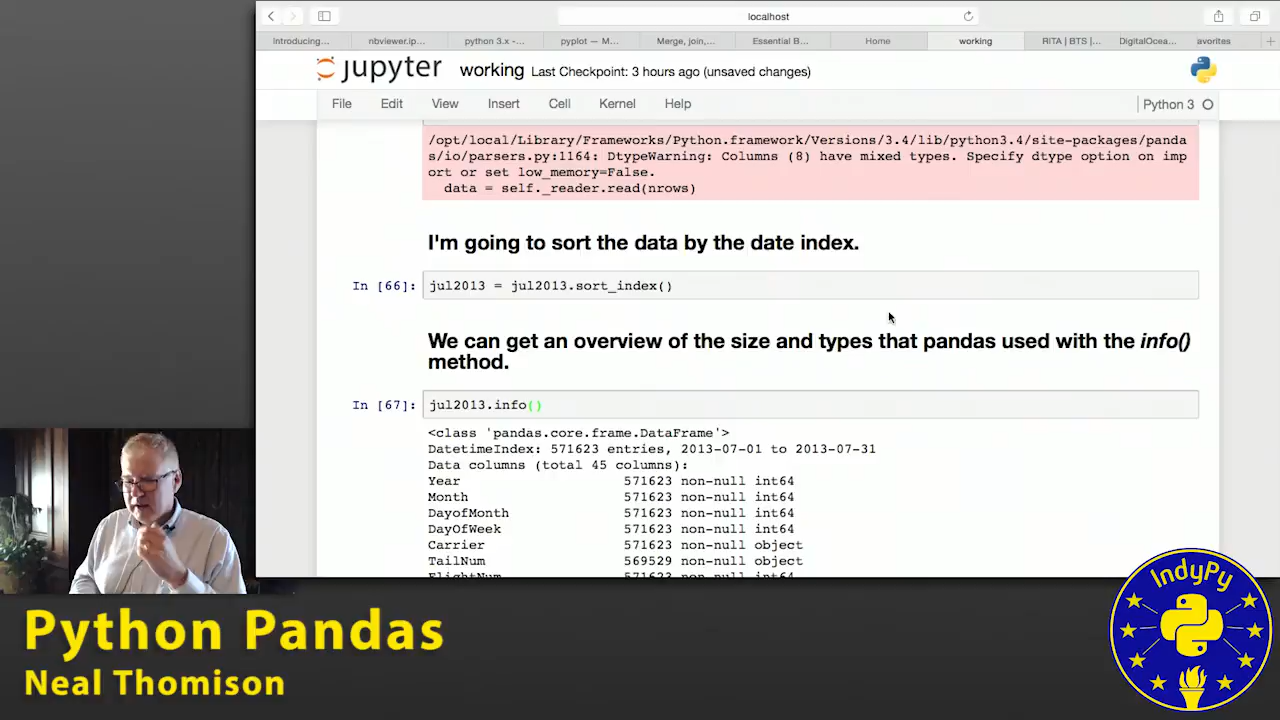 localhost
Introducing...
nbviewer.ip...
python 3.x -...
pyplot — M...
Merge, join,...
Essential B...
Home
working
RITA | BTS |...
DigitalOcea...
avorites
jupyter working Last Checkpoint: 3 hours ago (unsaved changes)
File Edit View Insert Cell Kernel Help
Python 3
/opt/local/Library/Frameworks/Python.framework/Versions/3.4/lib/python3.4/site-packages/panda
s/io/parsers.py:1164: DtypeWarning: Columns (8) have mixed types. Specify dtype option on imp
ort or set low_memory=False.
data = self._reader.read(nrows)
I'm going to sort the data by the date index.
In [66]: jul2013 = jul2013.sort_index()
We can get an overview of the size and types that pandas used with the info()
method.
In [67]: jul2013.info()
<class 'pandas.core.frame.DataFrame'>
DatetimeIndex: 571623 entries, 2013-07-01 to 2013-07-31
Data columns (total 45 columns):
Year 571623 non-null int64
Month 571623 non-null int64
DayofMonth 571623 non-null int64
DayOfWeek 571623 non-null int64
Carrier 571623 non-null object
TailNum 569529 non-null object
FlightNum 571623 non-null int64
IndyPy
Python Pandas
Neal Thomison